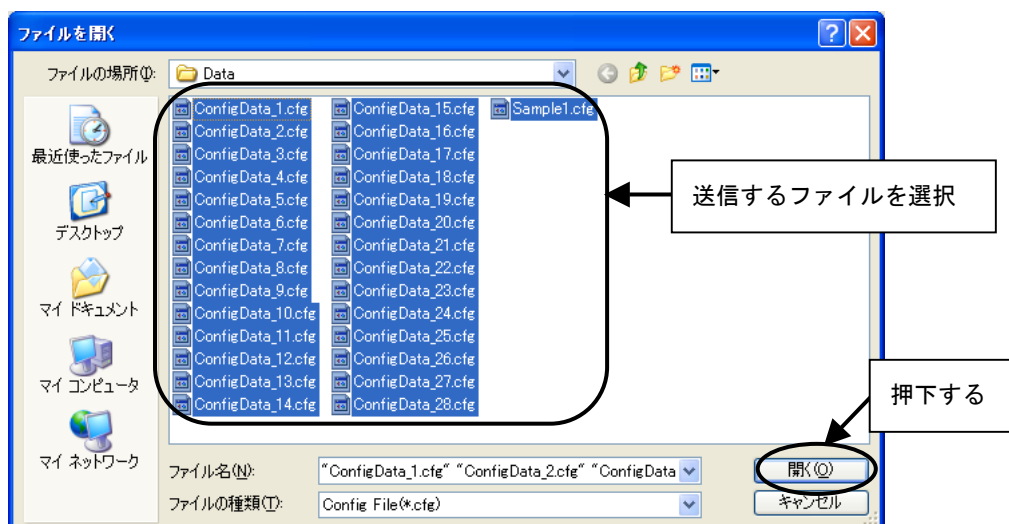 ファイルを開く
ファイルの場所(I):
Data
最近使ったファイル
デスクトップ
マイ ドキュメント
マイ コンピュータ
マイ ネットワーク
ConfigData_1.cfg
ConfigData_2.cfg
ConfigData_3.cfg
ConfigData_4.cfg
ConfigData_5.cfg
ConfigData_6.cfg
ConfigData_7.cfg
ConfigData_8.cfg
ConfigData_9.cfg
ConfigData_10.cfg
ConfigData_11.cfg
ConfigData_12.cfg
ConfigData_13.cfg
ConfigData_14.cfg
ConfigData_15.cfg
ConfigData_16.cfg
ConfigData_17.cfg
ConfigData_18.cfg
ConfigData_19.cfg
ConfigData_20.cfg
ConfigData_21.cfg
ConfigData_22.cfg
ConfigData_23.cfg
ConfigData_24.cfg
ConfigData_25.cfg
ConfigData_26.cfg
ConfigData_27.cfg
ConfigData_28.cfg
Sample1.cfg
送信するファイルを選択
押下する
ファイル名(N):
"ConfigData_1.cfg" "ConfigData_2.cfg" "ConfigData
開く(O)
ファイルの種類(T):
Config File(*.cfg)
キャンセル